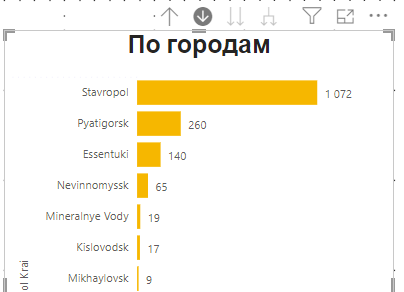 По городам
Stavropol 1 072
Pyatigorsk 260
Essentuki 140
Nevinnomyssk 65
Mineralnye Vody 19
Kislovodsk 17
Mikhaylovsk 9
ol Krai